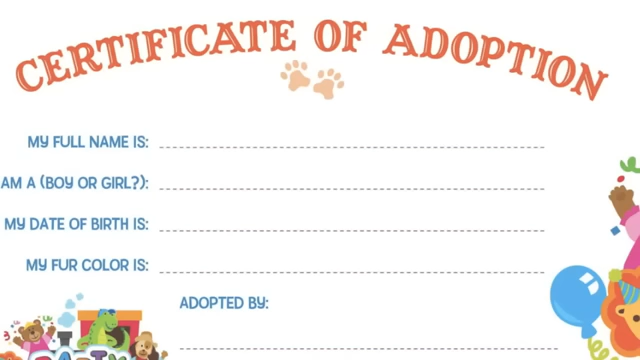 CERTIFICATE OF ADOPTION
MY FULL NAME IS:
AM A (BOY OR GIRL?):
MY DATE OF BIRTH IS:
MY FUR COLOR IS:
ADOPTED BY: